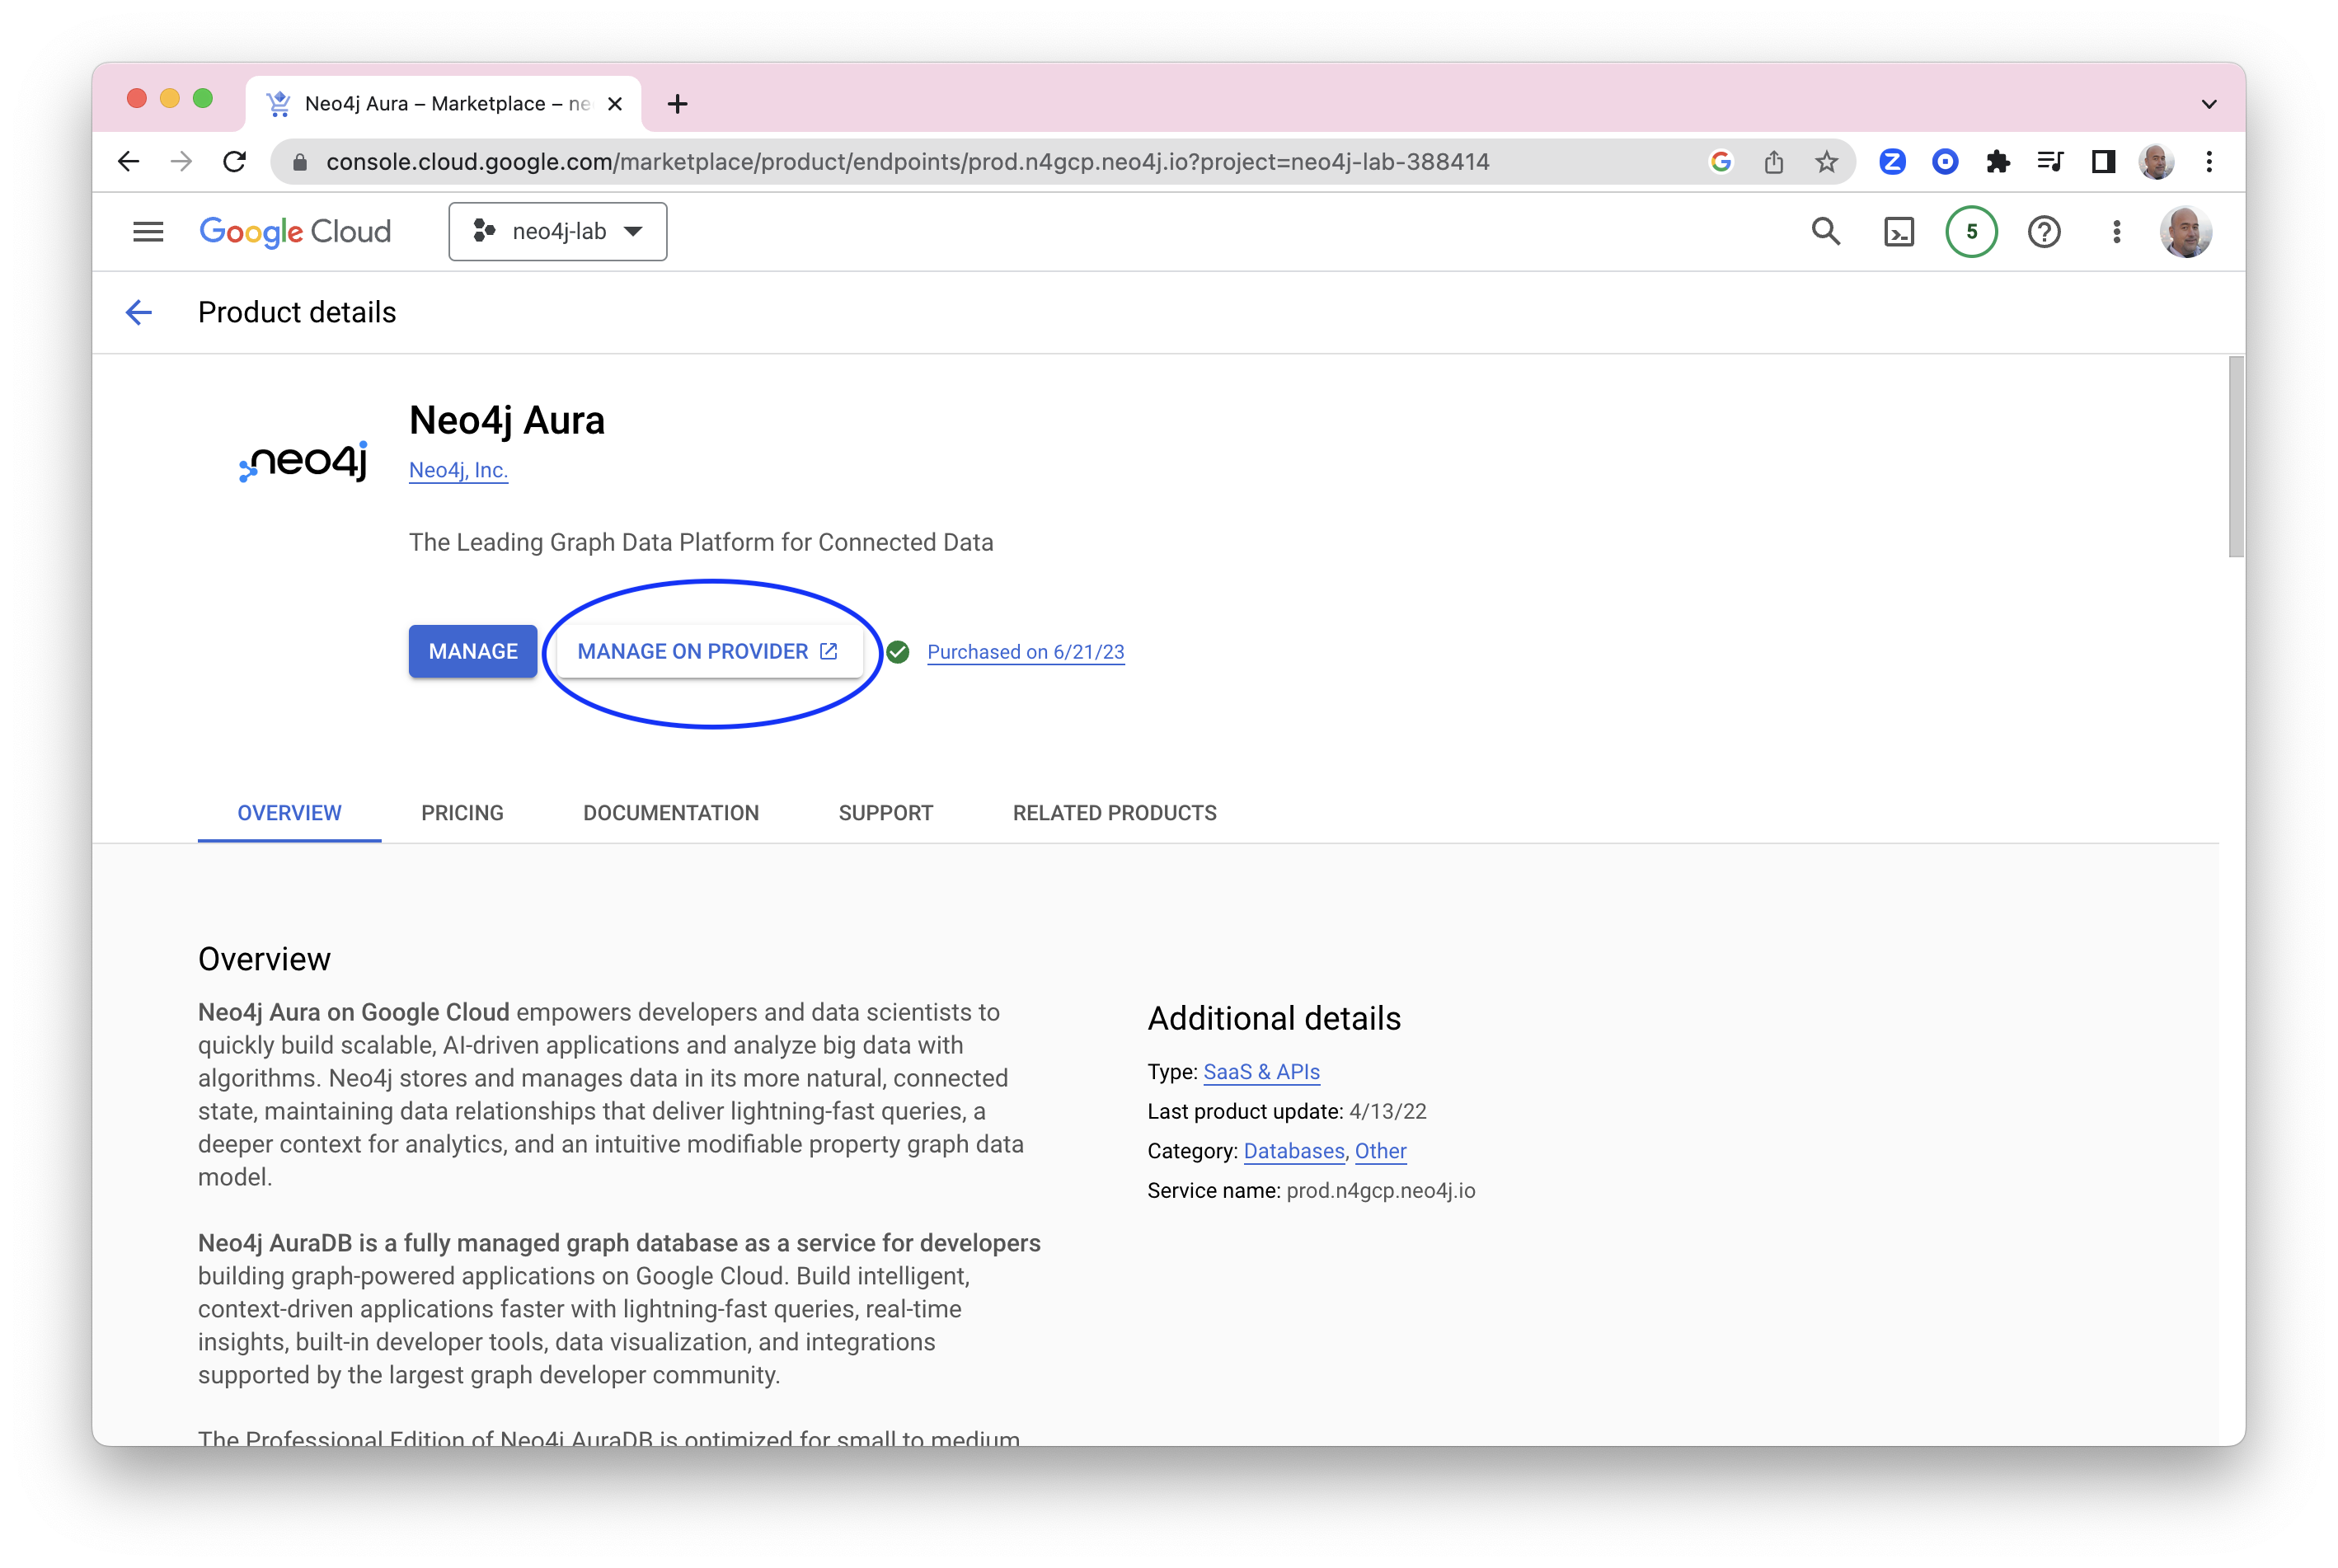 Neo4j Aura – Marketplace – ne
console.cloud.google.com/marketplace/product/endpoints/prod.n4gcp.neo4j.io?project=neo4j-lab-388414
Google Cloud
neo4j-lab
5
Product details
neo4j
Neo4j Aura
Neo4j, Inc.
The Leading Graph Data Platform for Connected Data
MANAGE
MANAGE ON PROVIDER
Purchased on 6/21/23
OVERVIEW
PRICING
DOCUMENTATION
SUPPORT
RELATED PRODUCTS
Overview
Neo4j Aura on Google Cloud empowers developers and data scientists to
quickly build scalable, AI-driven applications and analyze big data with
algorithms. Neo4j stores and manages data in its more natural, connected
state, maintaining data relationships that deliver lightning-fast queries, a
deeper context for analytics, and an intuitive modifiable property graph data
model.
Neo4j AuraDB is a fully managed graph database as a service for developers
building graph-powered applications on Google Cloud. Build intelligent,
context-driven applications faster with lightning-fast queries, real-time
insights, built-in developer tools, data visualization, and integrations
supported by the largest graph developer community.
The Professional Edition of Neo4j AuraDB is optimized for small to medium
Additional details
Type: SaaS & APIs
Last product update: 4/13/22
Category: Databases, Other
Service name: prod.n4gcp.neo4j.io